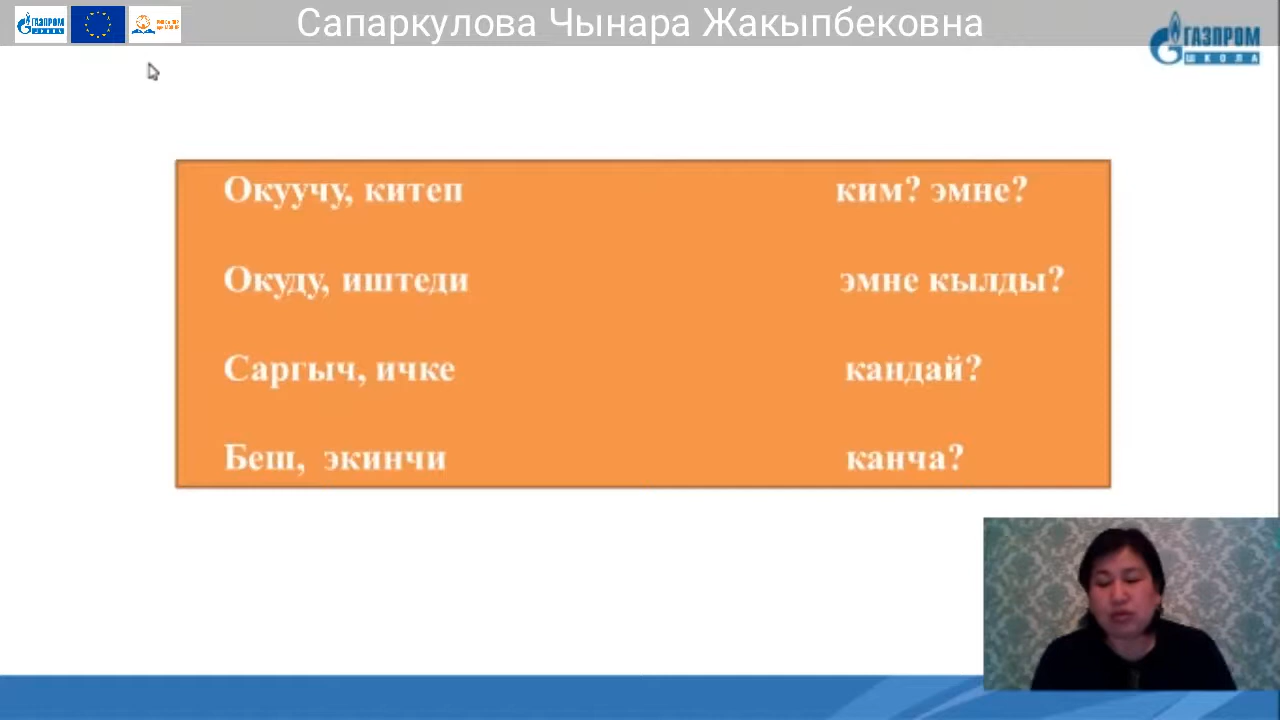 Сапаркулова Чынара Жакыпбековна
ГАЗПРОМ
ШКОЛА
Окуучу, китеп ким? эмне?
Окуду, иштеди эмне кылды?
Саргыч, ичке кандай?
Беш, экинчи канча?